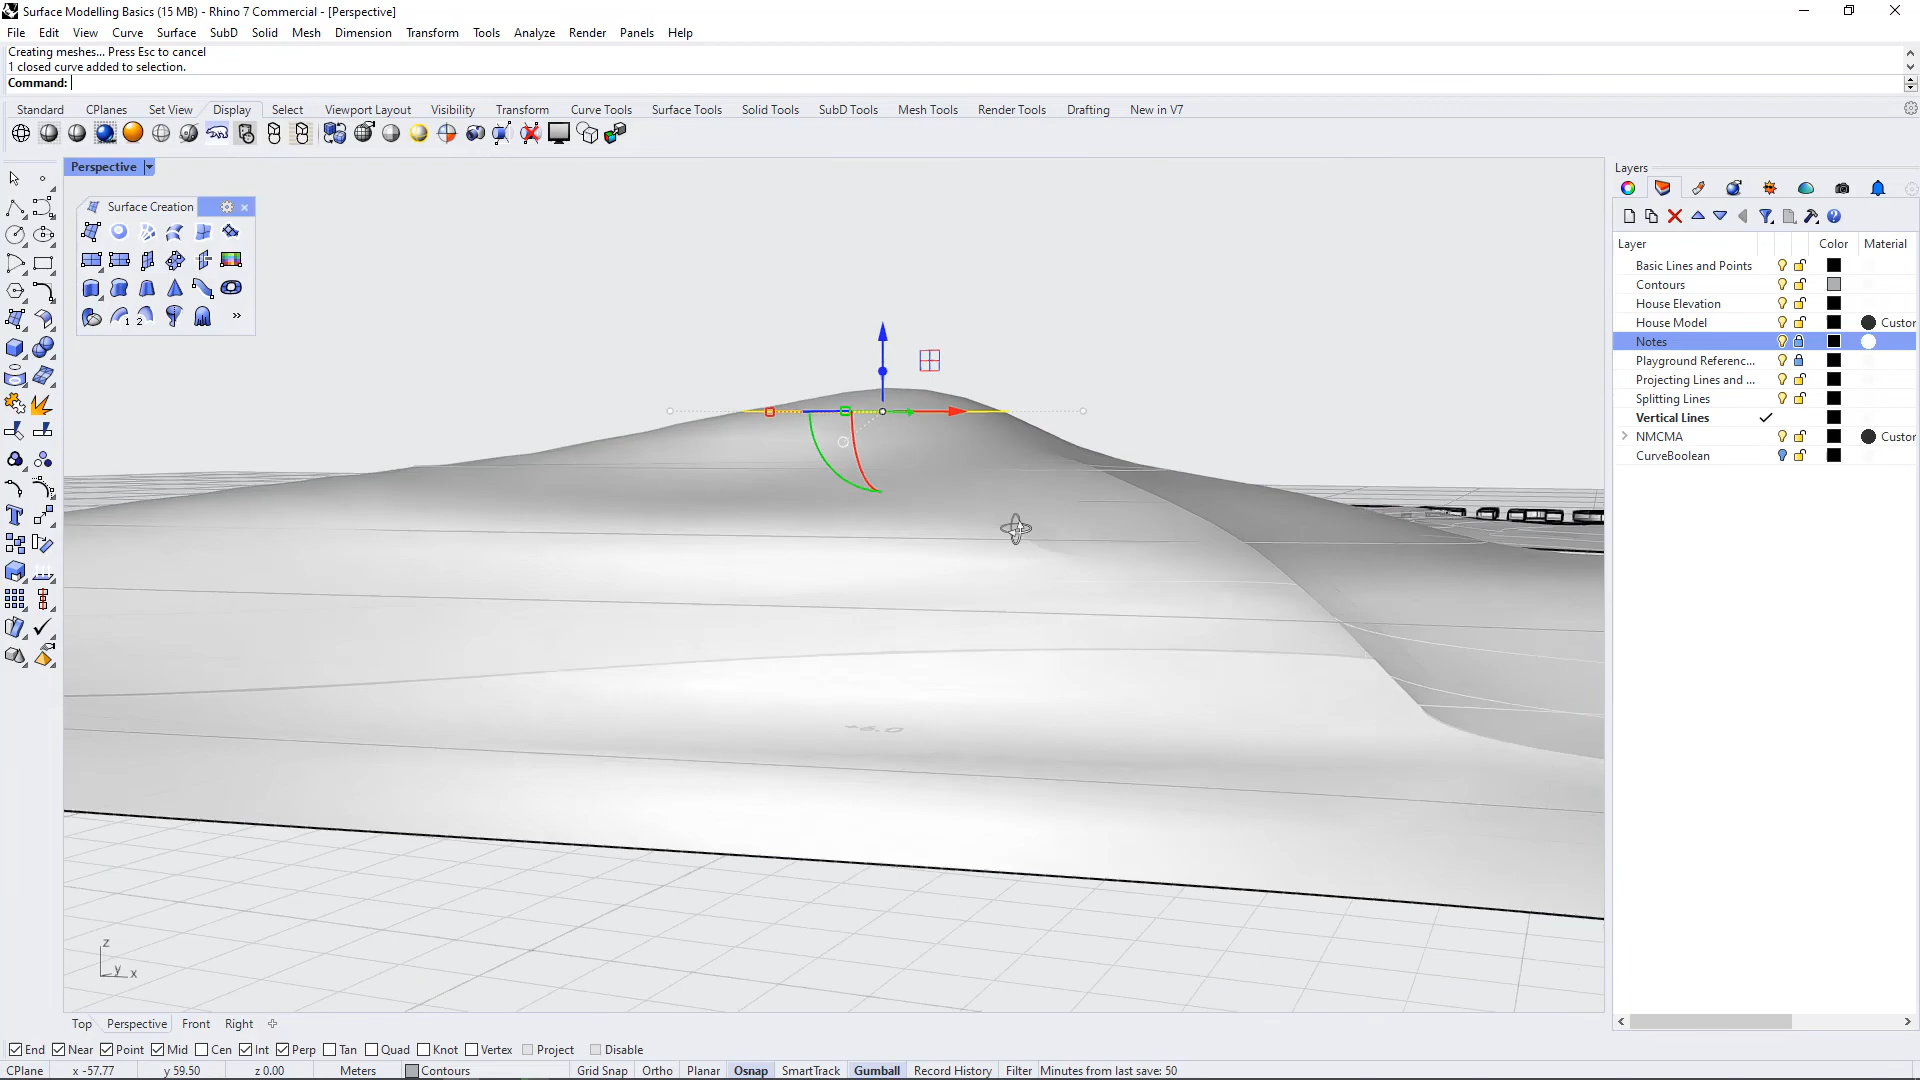 Surface Modelling Basics (15 MB) - Rhino 7 Commercial - [Perspective]
File Edit View Curve Surface SubD Solid Mesh Dimension Transform Tools Analyze Render Panels Help
Creating meshes... Press Esc to cancel
1 closed curve added to selection.
Command:
Standard CPlanes Set View Display Select Viewport Layout Visibility Transform Curve Tools Surface Tools Solid Tools SubD Tools Mesh Tools Render Tools Drafting New in V7
Perspective
Layers
Surface Creation
Layer Color Material
Basic Lines and Points
Contours
House Elevation
House Model Custor
Notes
Playground Referenc...
Projecting Lines and ...
Splitting Lines
Vertical Lines
NMCMA Custor
CurveBoolean
z
y x
Top Perspective Front Right
End Near Point Mid Cen Int Perp Tan Quad Knot Vertex Project Disable
CPlane x -57.77 y 59.50 z 0.00 Meters Contours Grid Snap Ortho Planar Osnap SmartTrack Gumball Record History Filter Minutes from last save: 50